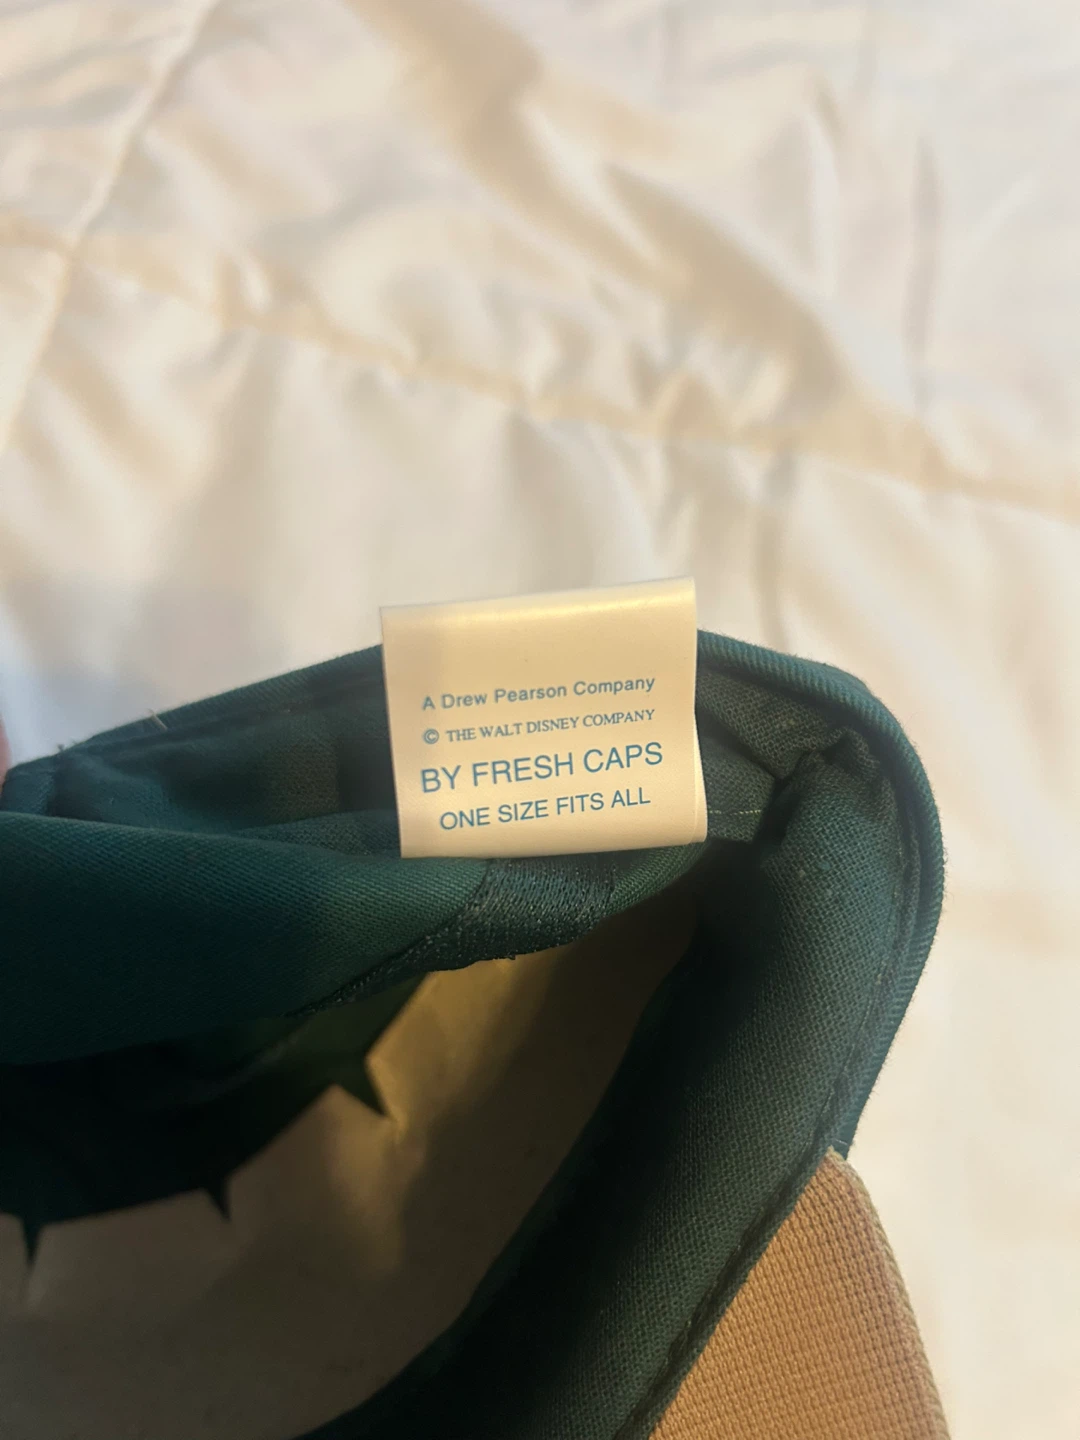 A Drew Pearson Company
© THE WALT DISNEY COMPANY
BY FRESH CAPS
ONE SIZE FITS ALL